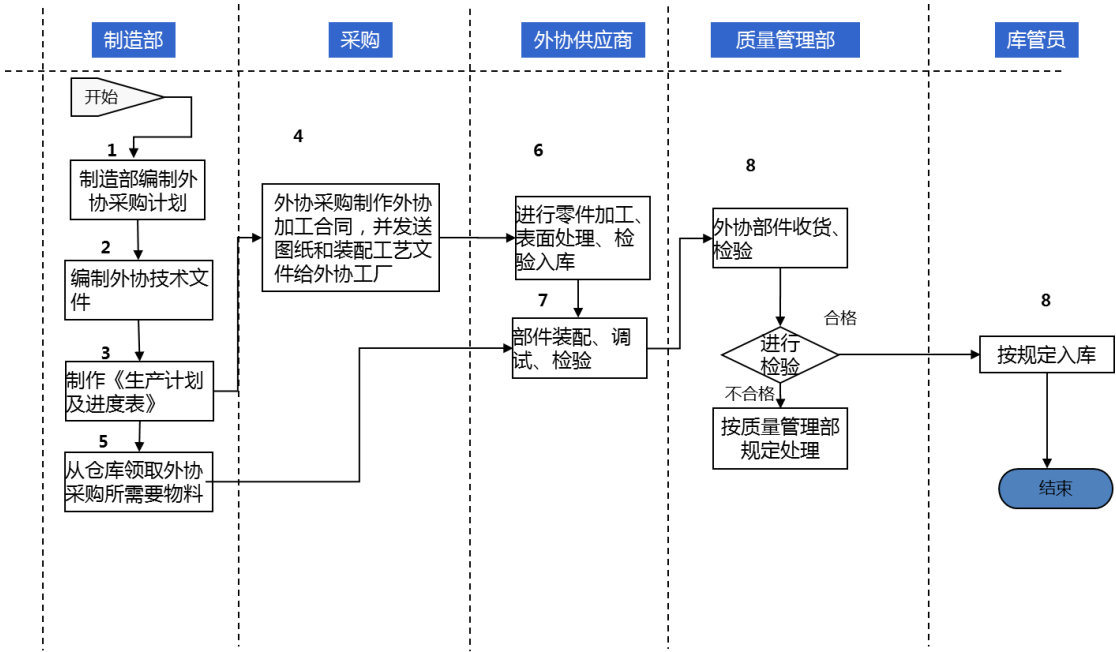 制造部
采购
外协供应商
质量管理部
库管员
开始
1
制造部编制外
协采购计划
2
编制外协技术文
件
3
制作《生产计划
及进度表》
5
从仓库领取外协
采购所需要物料
4
外协采购制作外协
加工合同，并发送
图纸和装配工艺文
件给外协工厂
6
进行零件加工、
表面处理、检
验入库
7
部件装配、调
试、检验
8
外协部件收货、
检验
进行
检验
合格
不合格
按质量管理部
规定处理
8
按规定入库
结束